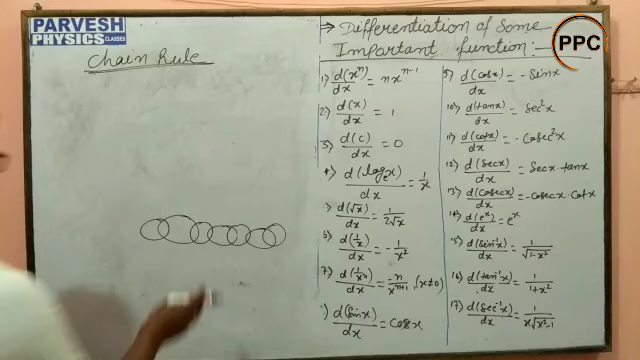 PARVESH
PHYSICS CLASSES
Chain Rule
⇒ Differentiation of Some
Important function :-
PPC
1) d(xⁿ)/dx = nxⁿ⁻¹
2) d(x)/dx = 1
3) d(c)/dx = 0
4) d(logₑx)/dx = 1/x
5) d(√x)/dx = 1/2√x
6) d(1/x)/dx = -1/x²
7) d(1/xⁿ)/dx = -n/xⁿ⁺¹, (x≠0)
) d(Sinx)/dx = Cosx
9) d(Cosx)/dx = -Sinx
10) d(tanx)/dx = Sec²x
11) d(Cotx)/dx = -Cosec²x
12) d(Secx)/dx = Secx·tanx
13) d(Cosecx)/dx = -Cosecx·Cotx
14) d(eˣ)/dx = eˣ
15) d(Sin⁻¹x)/dx = 1/√1-x²
16) d(tan⁻¹x)/dx = 1/1+x²
17) d(Sec⁻¹x)/dx = 1/x√x²-1